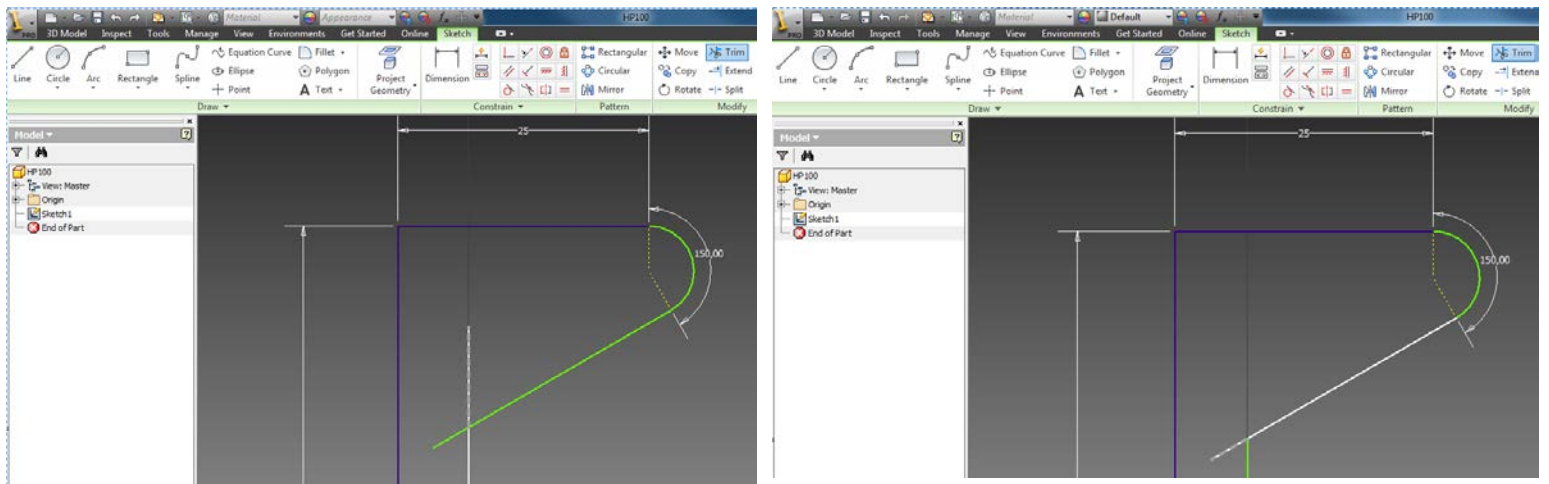 Material Appearance HP100
PRO 3D Model Inspect Tools Manage View Environments Get Started Online Sketch
Equation Curve Fillet Rectangular Move Trim
Ellipse Polygon Circular Copy Extend
Line Circle Arc Rectangle Spline Project Geometry Dimension
Point Text Mirror Rotate Split
Draw Constrain Pattern Modify
Model
HP100
View: Master
Origin
Sketch1
End of Part
25
150,00
Material Default HP100
PRO 3D Model Inspect Tools Manage View Environments Get Started Online Sketch
Equation Curve Fillet Rectangular Move Trim
Ellipse Polygon Circular Copy Extend
Line Circle Arc Rectangle Spline Project Geometry Dimension
Point Text Mirror Rotate Split
Draw Constrain Pattern Modify
Model
HP100
View: Master
Origin
Sketch1
End of Part
25
150,00